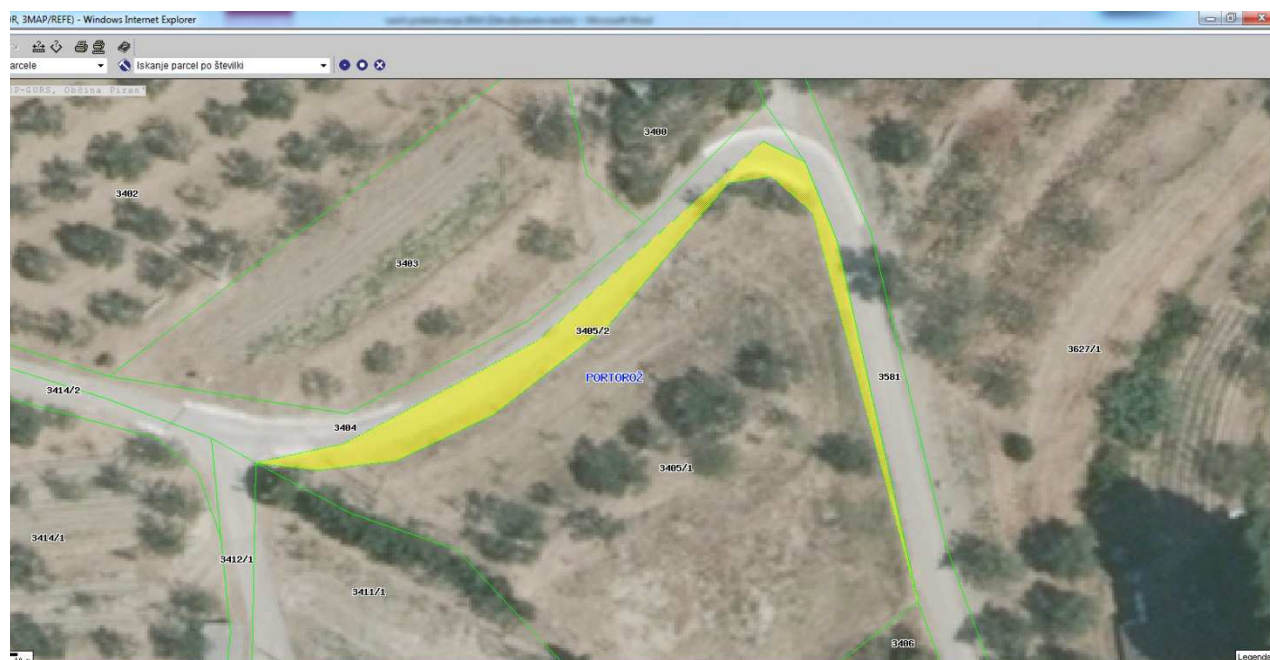 R, 3MAP/REFE) - Windows Internet Explorer
arcele
Iskanje parcel po številki
P-GURS, Občina Piran
3400
3402
3403
3405/2
3627/1
PORTOROŽ
3581
3414/2
3404
3405/1
3414/1
3412/1
3411/1
3406
Legenda